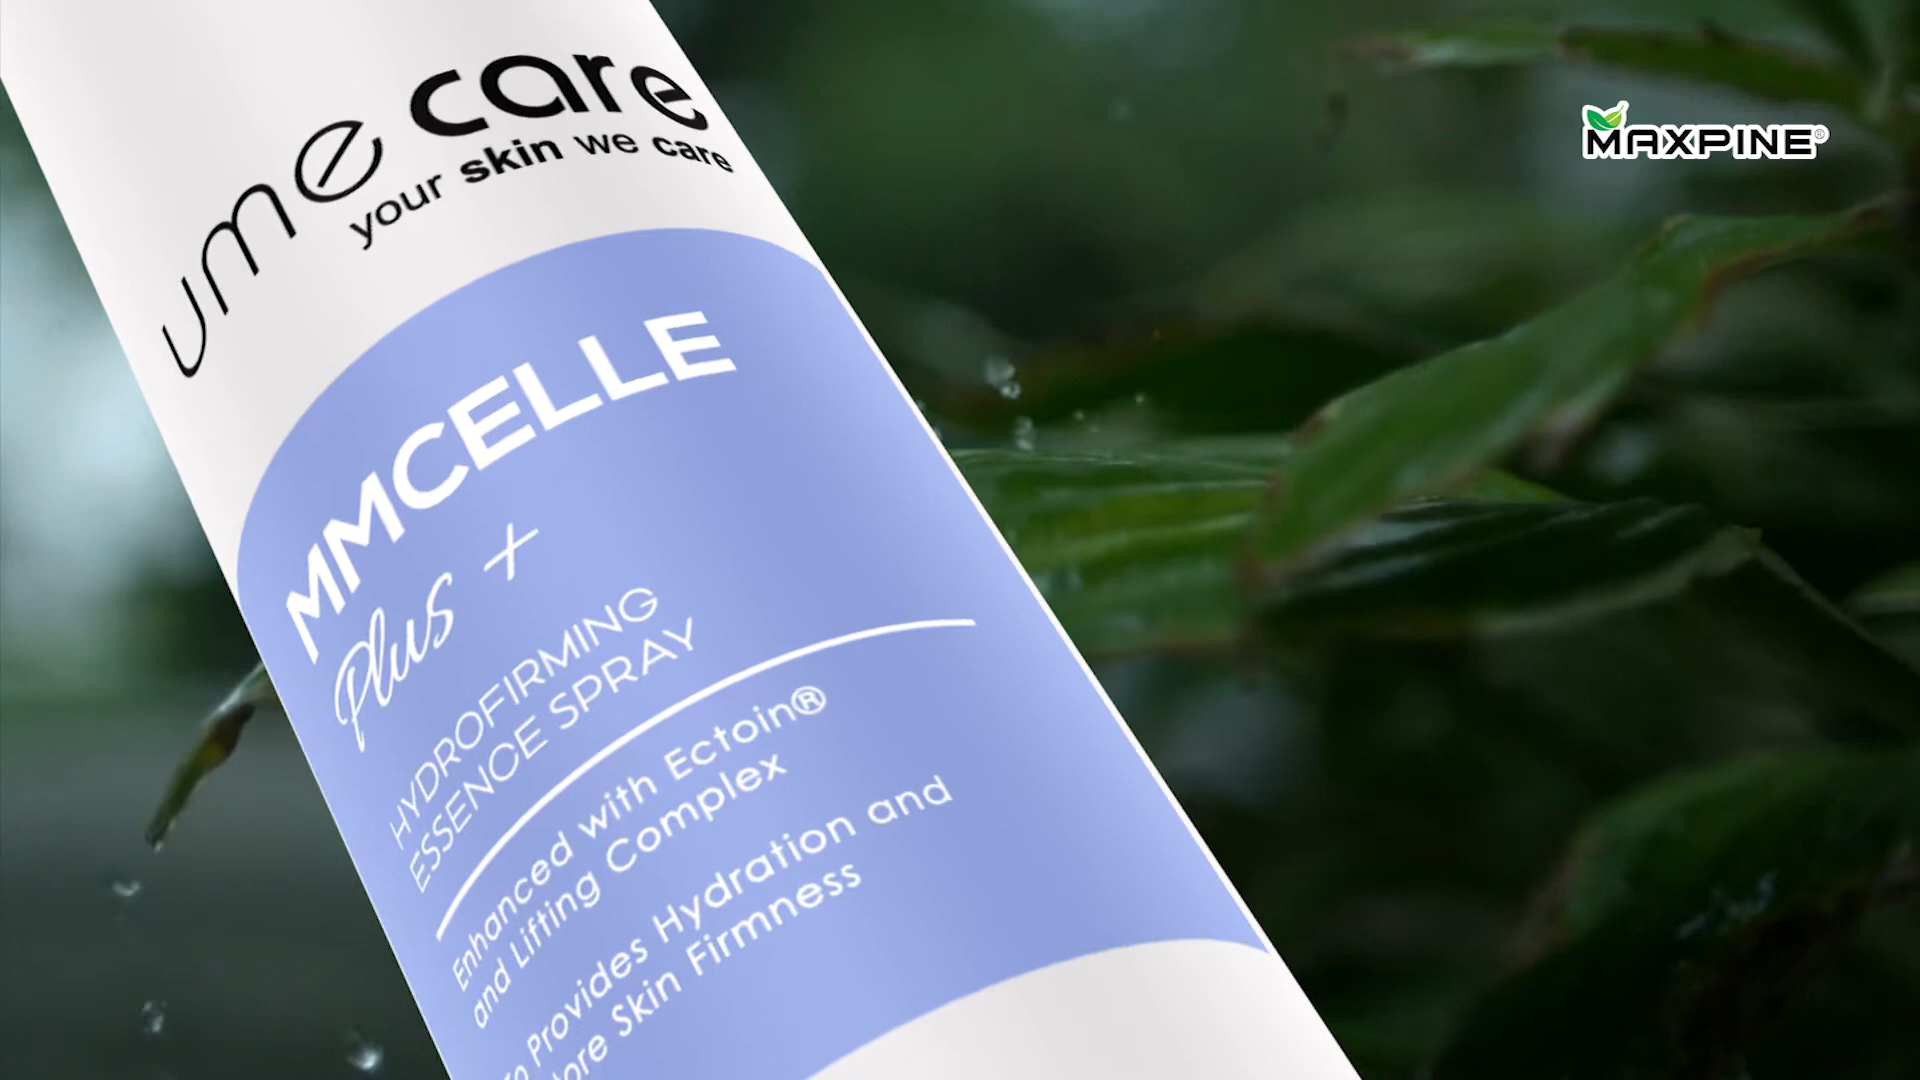 ume care
your skin we care
MMCELLE
Plus +
HYDROFIRMING
ESSENCE SPRAY
Enhanced with Ectoin®
and Lifting Complex
Provides Hydration and
Skin Firmness
MAXPINE®